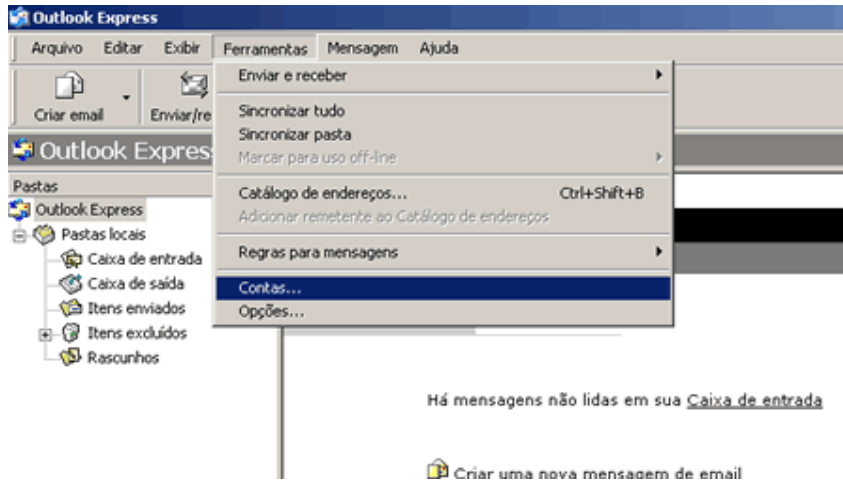 Outlook Express
Arquivo Editar Exibir Ferramentas Mensagem Ajuda
Criar email Enviar/re
Enviar e receber
Sincronizar tudo
Sincronizar pasta
Marcar para uso off-line
Catálogo de endereços... Ctrl+Shift+B
Adicionar remetente ao Catálogo de endereços
Regras para mensagens
Contas...
Opções...
Outlook Expres
Pastas
Outlook Express
Pastas locais
Caixa de entrada
Caixa de saída
Itens enviados
Itens excluídos
Rascunhos
Há mensagens não lidas em sua Caixa de entrada
Criar uma nova mensagem de email